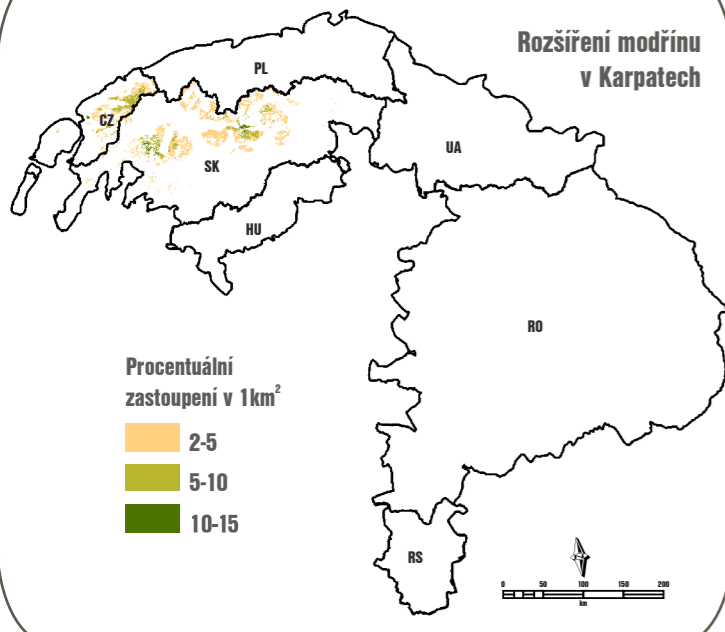 Rozšíření modřínu
v Karpatech
PL
CZ
UA
SK
HU
RO
Procentuální
zastoupení v 1km²
2-5
5-10
10-15
RS
0 50 100 150 200
km